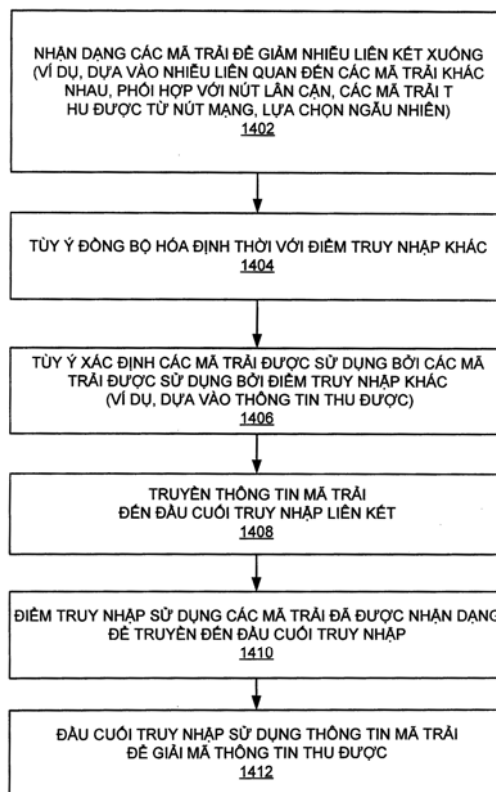 NHẬN DẠNG CÁC MÃ TRẢI ĐỂ GIẢM NHIỄU LIÊN KẾT XUỐNG
(VÍ DỤ, DỰA VÀO NHIỄU LIÊN QUAN ĐẾN CÁC MÃ TRẢI KHÁC
NHAU, PHỐI HỢP VỚI NÚT LÂN CẬN, CÁC MÃ TRẢI T
HU ĐƯỢC TỪ NÚT MẠNG, LỰA CHỌN NGẪU NHIÊN)
1402
TÙY Ý ĐỒNG BỘ HÓA ĐỊNH THỜI VỚI ĐIỂM TRUY NHẬP KHÁC
1404
TÙY Ý XÁC ĐỊNH CÁC MÃ TRẢI ĐƯỢC SỬ DỤNG BỞI CÁC MÃ
TRẢI ĐƯỢC SỬ DỤNG BỞI ĐIỂM TRUY NHẬP KHÁC
(VÍ DỤ, DỰA VÀO THÔNG TIN THU ĐƯỢC)
1406
TRUYỀN THÔNG TIN MÃ TRẢI
ĐẾN ĐẦU CUỐI TRUY NHẬP LIÊN KẾT
1408
ĐIỂM TRUY NHẬP SỬ DỤNG CÁC MÃ TRẢI ĐÃ ĐƯỢC NHẬN DẠNG
ĐỂ TRUYỀN ĐẾN ĐẦU CUỐI TRUY NHẬP
1410
ĐẦU CUỐI TRUY NHẬP SỬ DỤNG THÔNG TIN MÃ TRẢI
ĐỂ GIẢI MÃ THÔNG TIN THU ĐƯỢC
1412